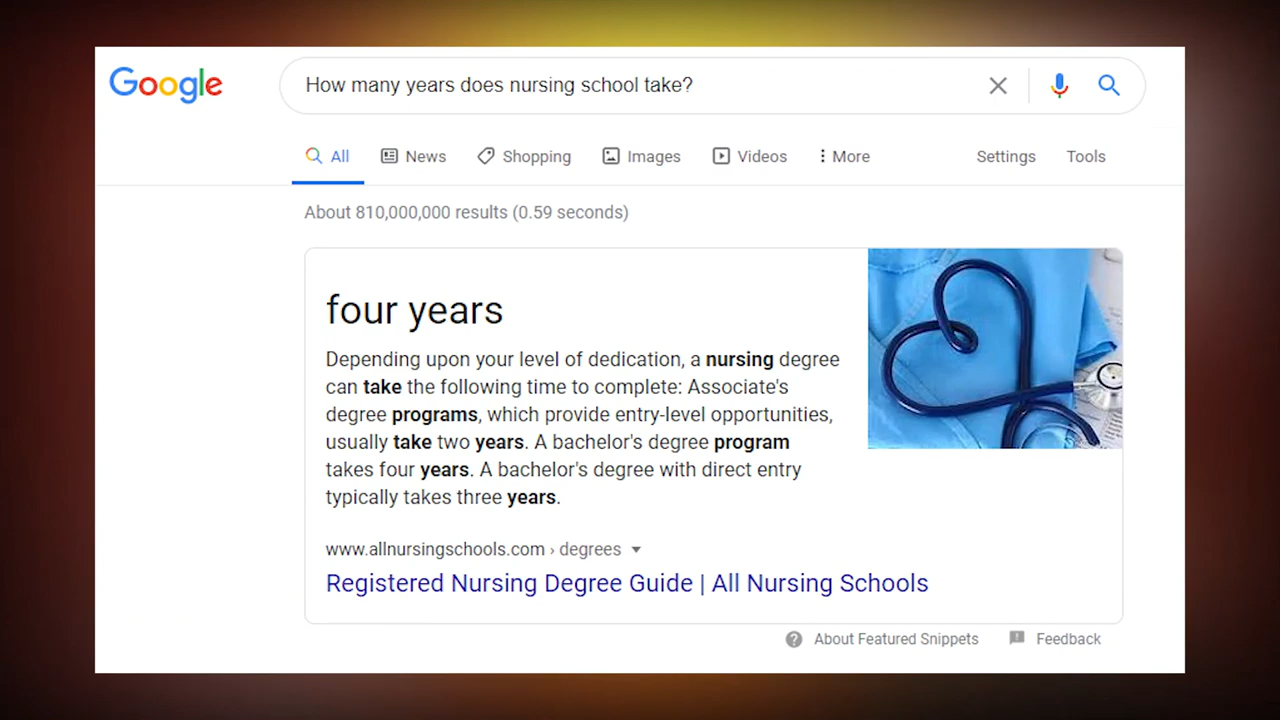 Google
How many years does nursing school take?
All News Shopping Images Videos More Settings Tools
About 810,000,000 results (0.59 seconds)
four years
Depending upon your level of dedication, a nursing degree
can take the following time to complete: Associate's
degree programs, which provide entry-level opportunities,
usually take two years. A bachelor's degree program
takes four years. A bachelor's degree with direct entry
typically takes three years.
www.allnursingschools.com › degrees
Registered Nursing Degree Guide | All Nursing Schools
About Featured Snippets Feedback